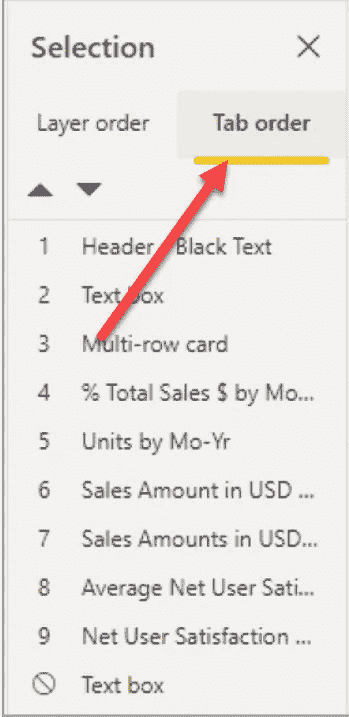 Selection
Layer order Tab order
1 Header - Black Text
2 Text box
3 Multi-row card
4 % Total Sales $ by Mo...
5 Units by Mo-Yr
6 Sales Amount in USD ...
7 Sales Amounts in USD...
8 Average Net User Sati...
9 Net User Satisfaction ...
Text box